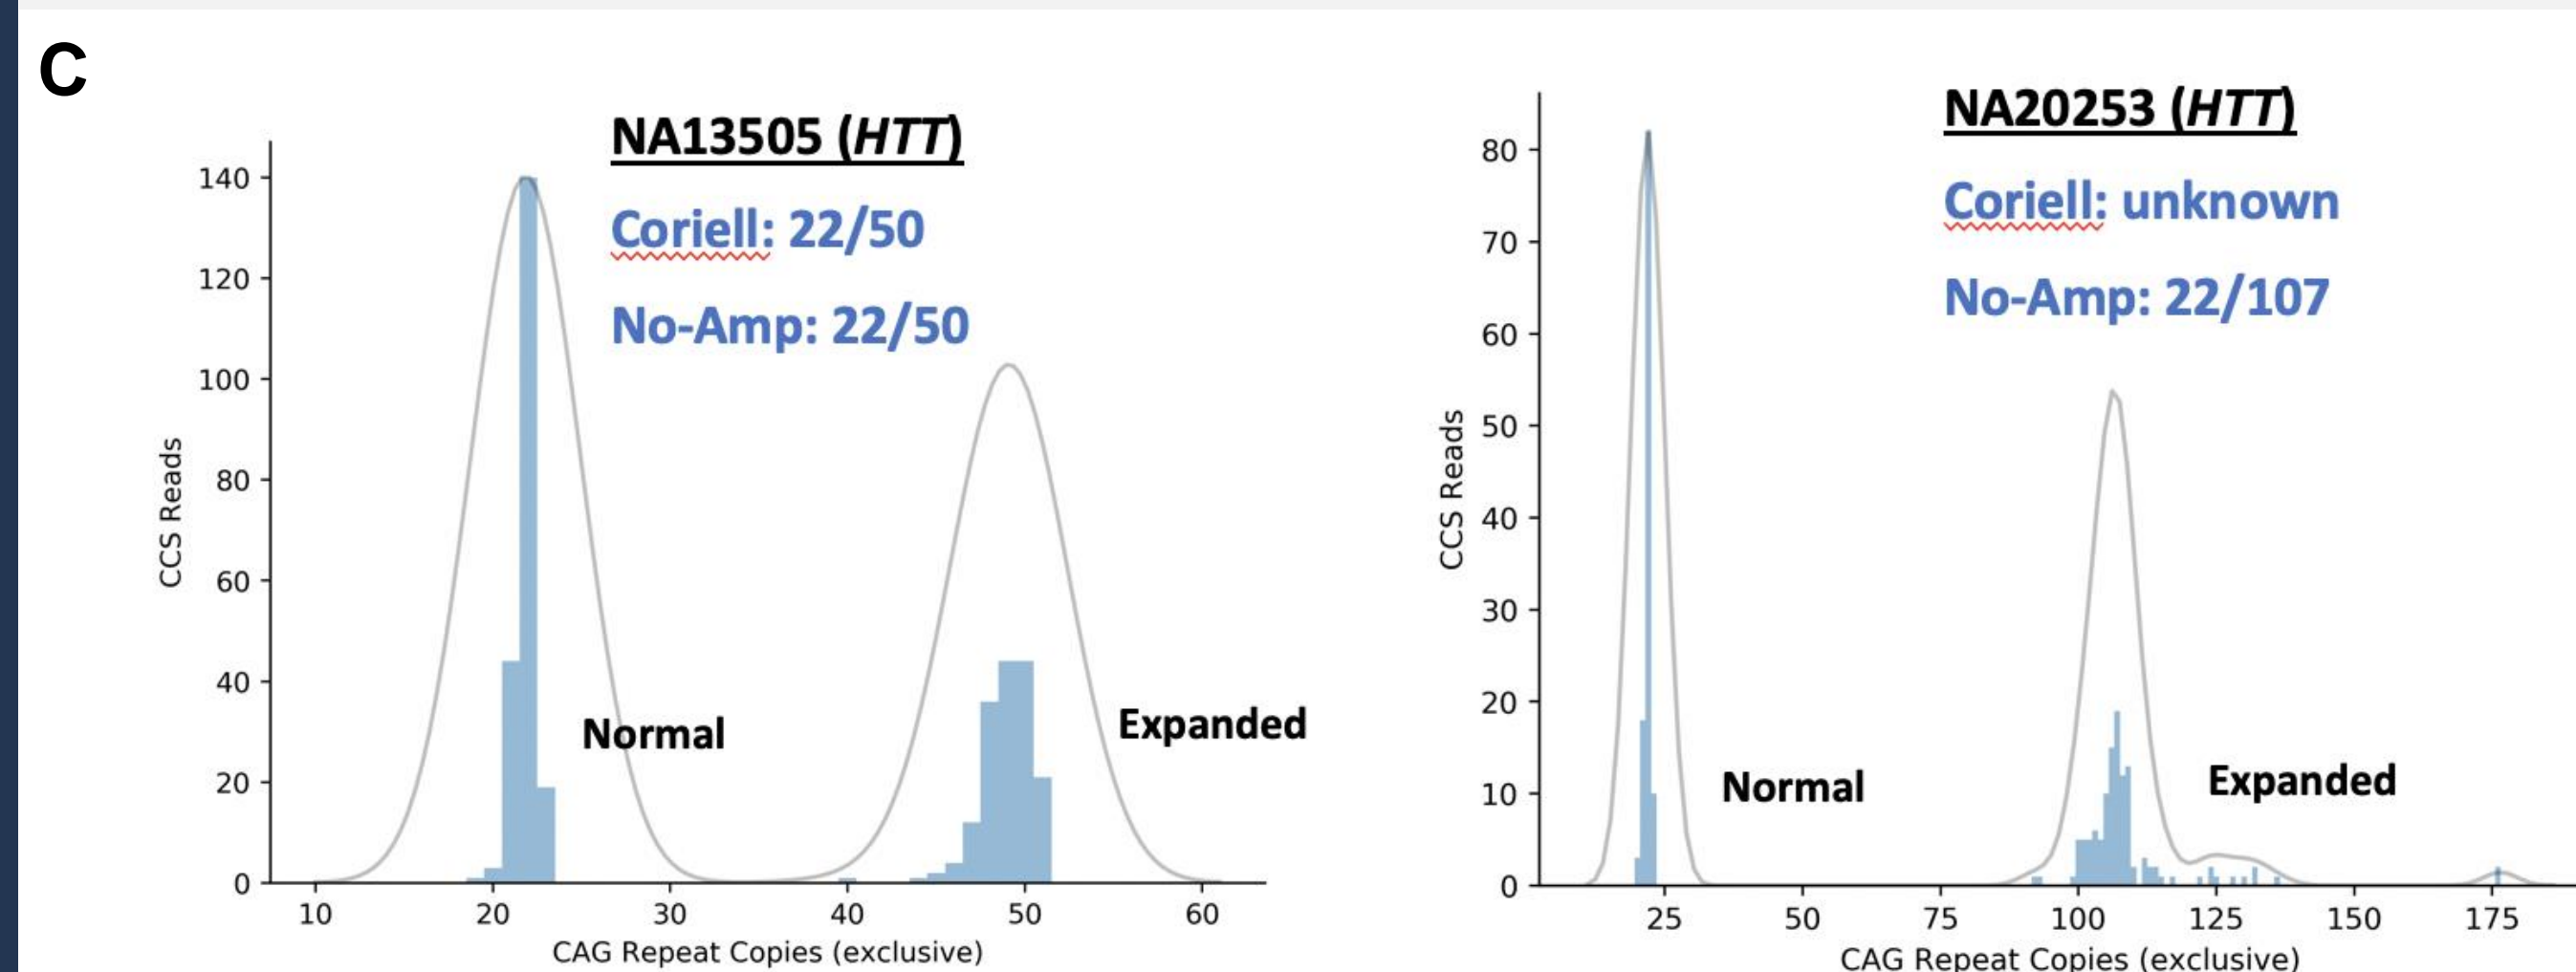 C
NA13505 (HTT)
Coriell: 22/50
No-Amp: 22/50
140
120
100
80
60
40
20
0
CCS Reads
Normal
Expanded
10 20 30 40 50 60
CAG Repeat Copies (exclusive)
NA20253 (HTT)
Coriell: unknown
No-Amp: 22/107
80
70
60
50
40
30
20
10
0
CCS Reads
Normal
Expanded
25 50 75 100 125 150 175
CAG Repeat Copies (exclusive)